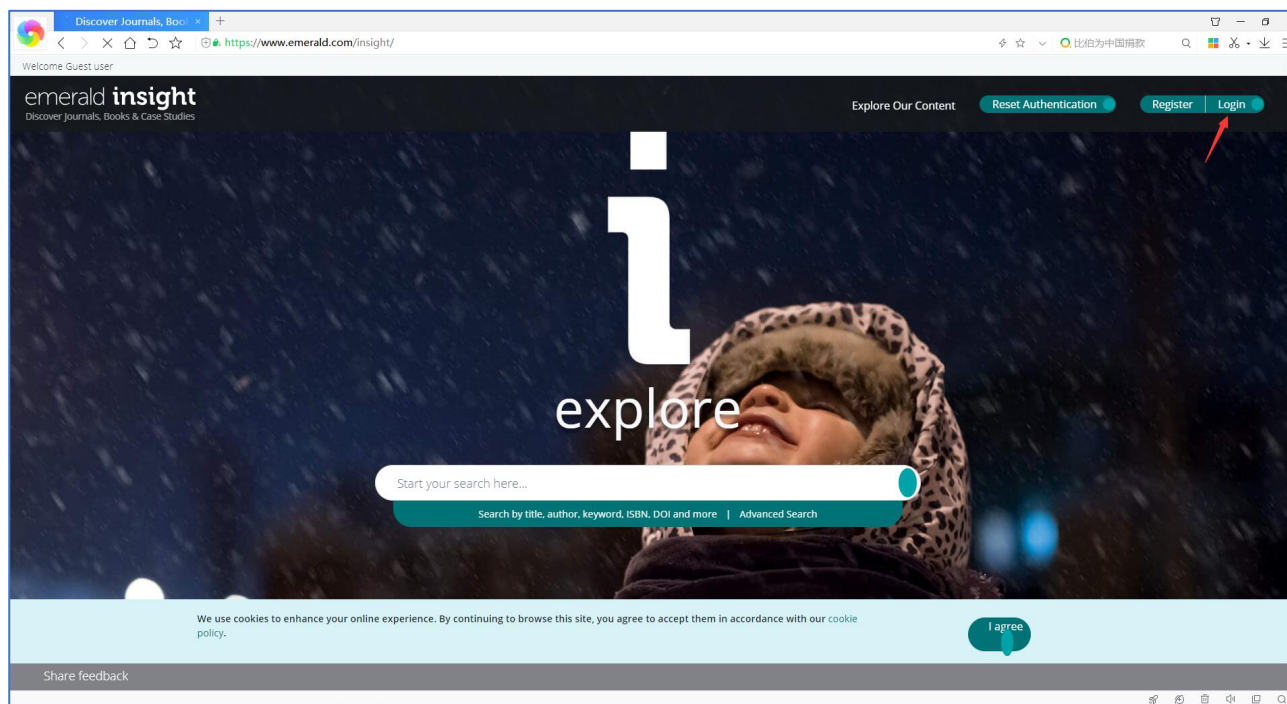 Discover Journals, Bool
https://www.emerald.com/insight/
比伯为中国捐款
Welcome Guest user
emerald insight
Discover Journals, Books & Case Studies
Explore Our Content
Reset Authentication
Register
Login
i
explore
Start your search here...
Search by title, author, keyword, ISBN, DOI and more | Advanced Search
We use cookies to enhance your online experience. By continuing to browse this site, you agree to accept them in accordance with our cookie
policy.
I agree
Share feedback